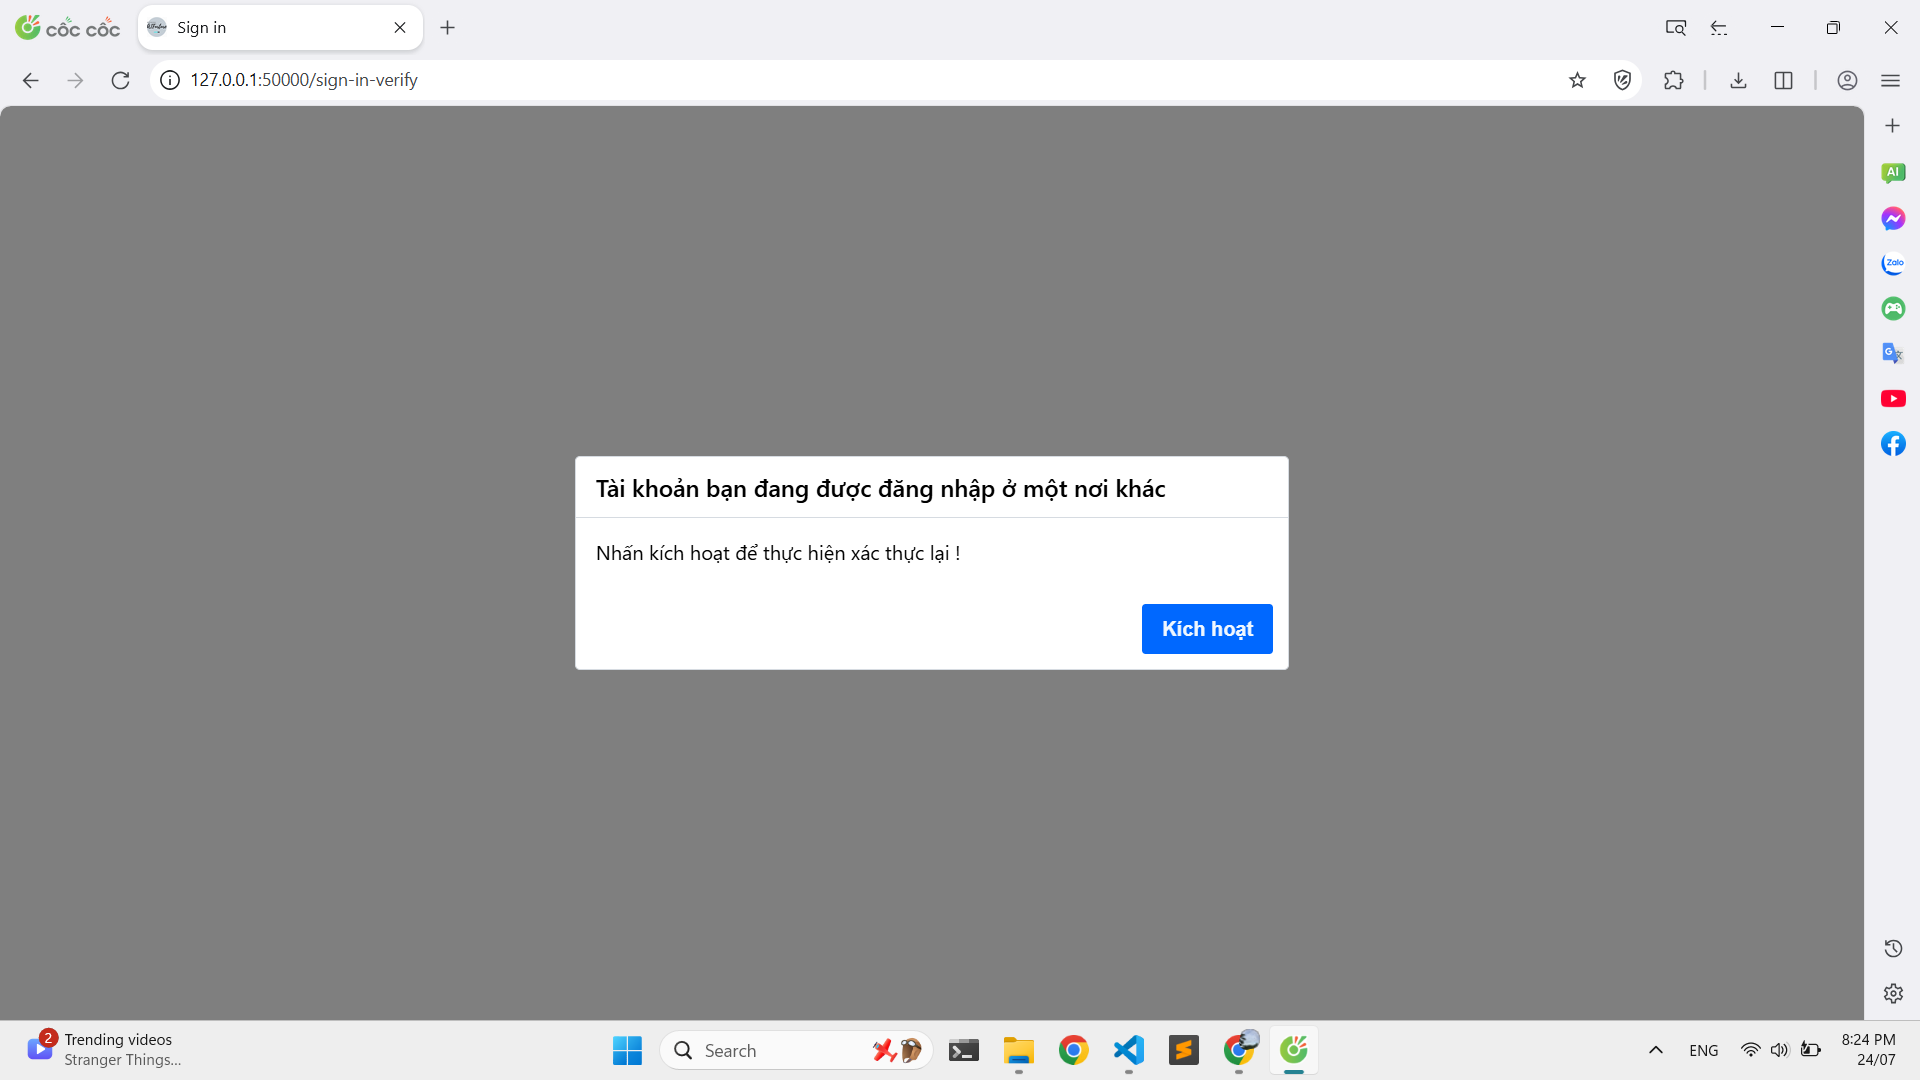 cốc cốc
Sign in
127.0.0.1:50000/sign-in-verify
AI
Zalo
Tài khoản bạn đang được đăng nhập ở một nơi khác
Nhấn kích hoạt để thực hiện xác thực lại !
Kích hoạt
2
Trending videos
Stranger Things...
Search
ENG
8:24 PM
24/07